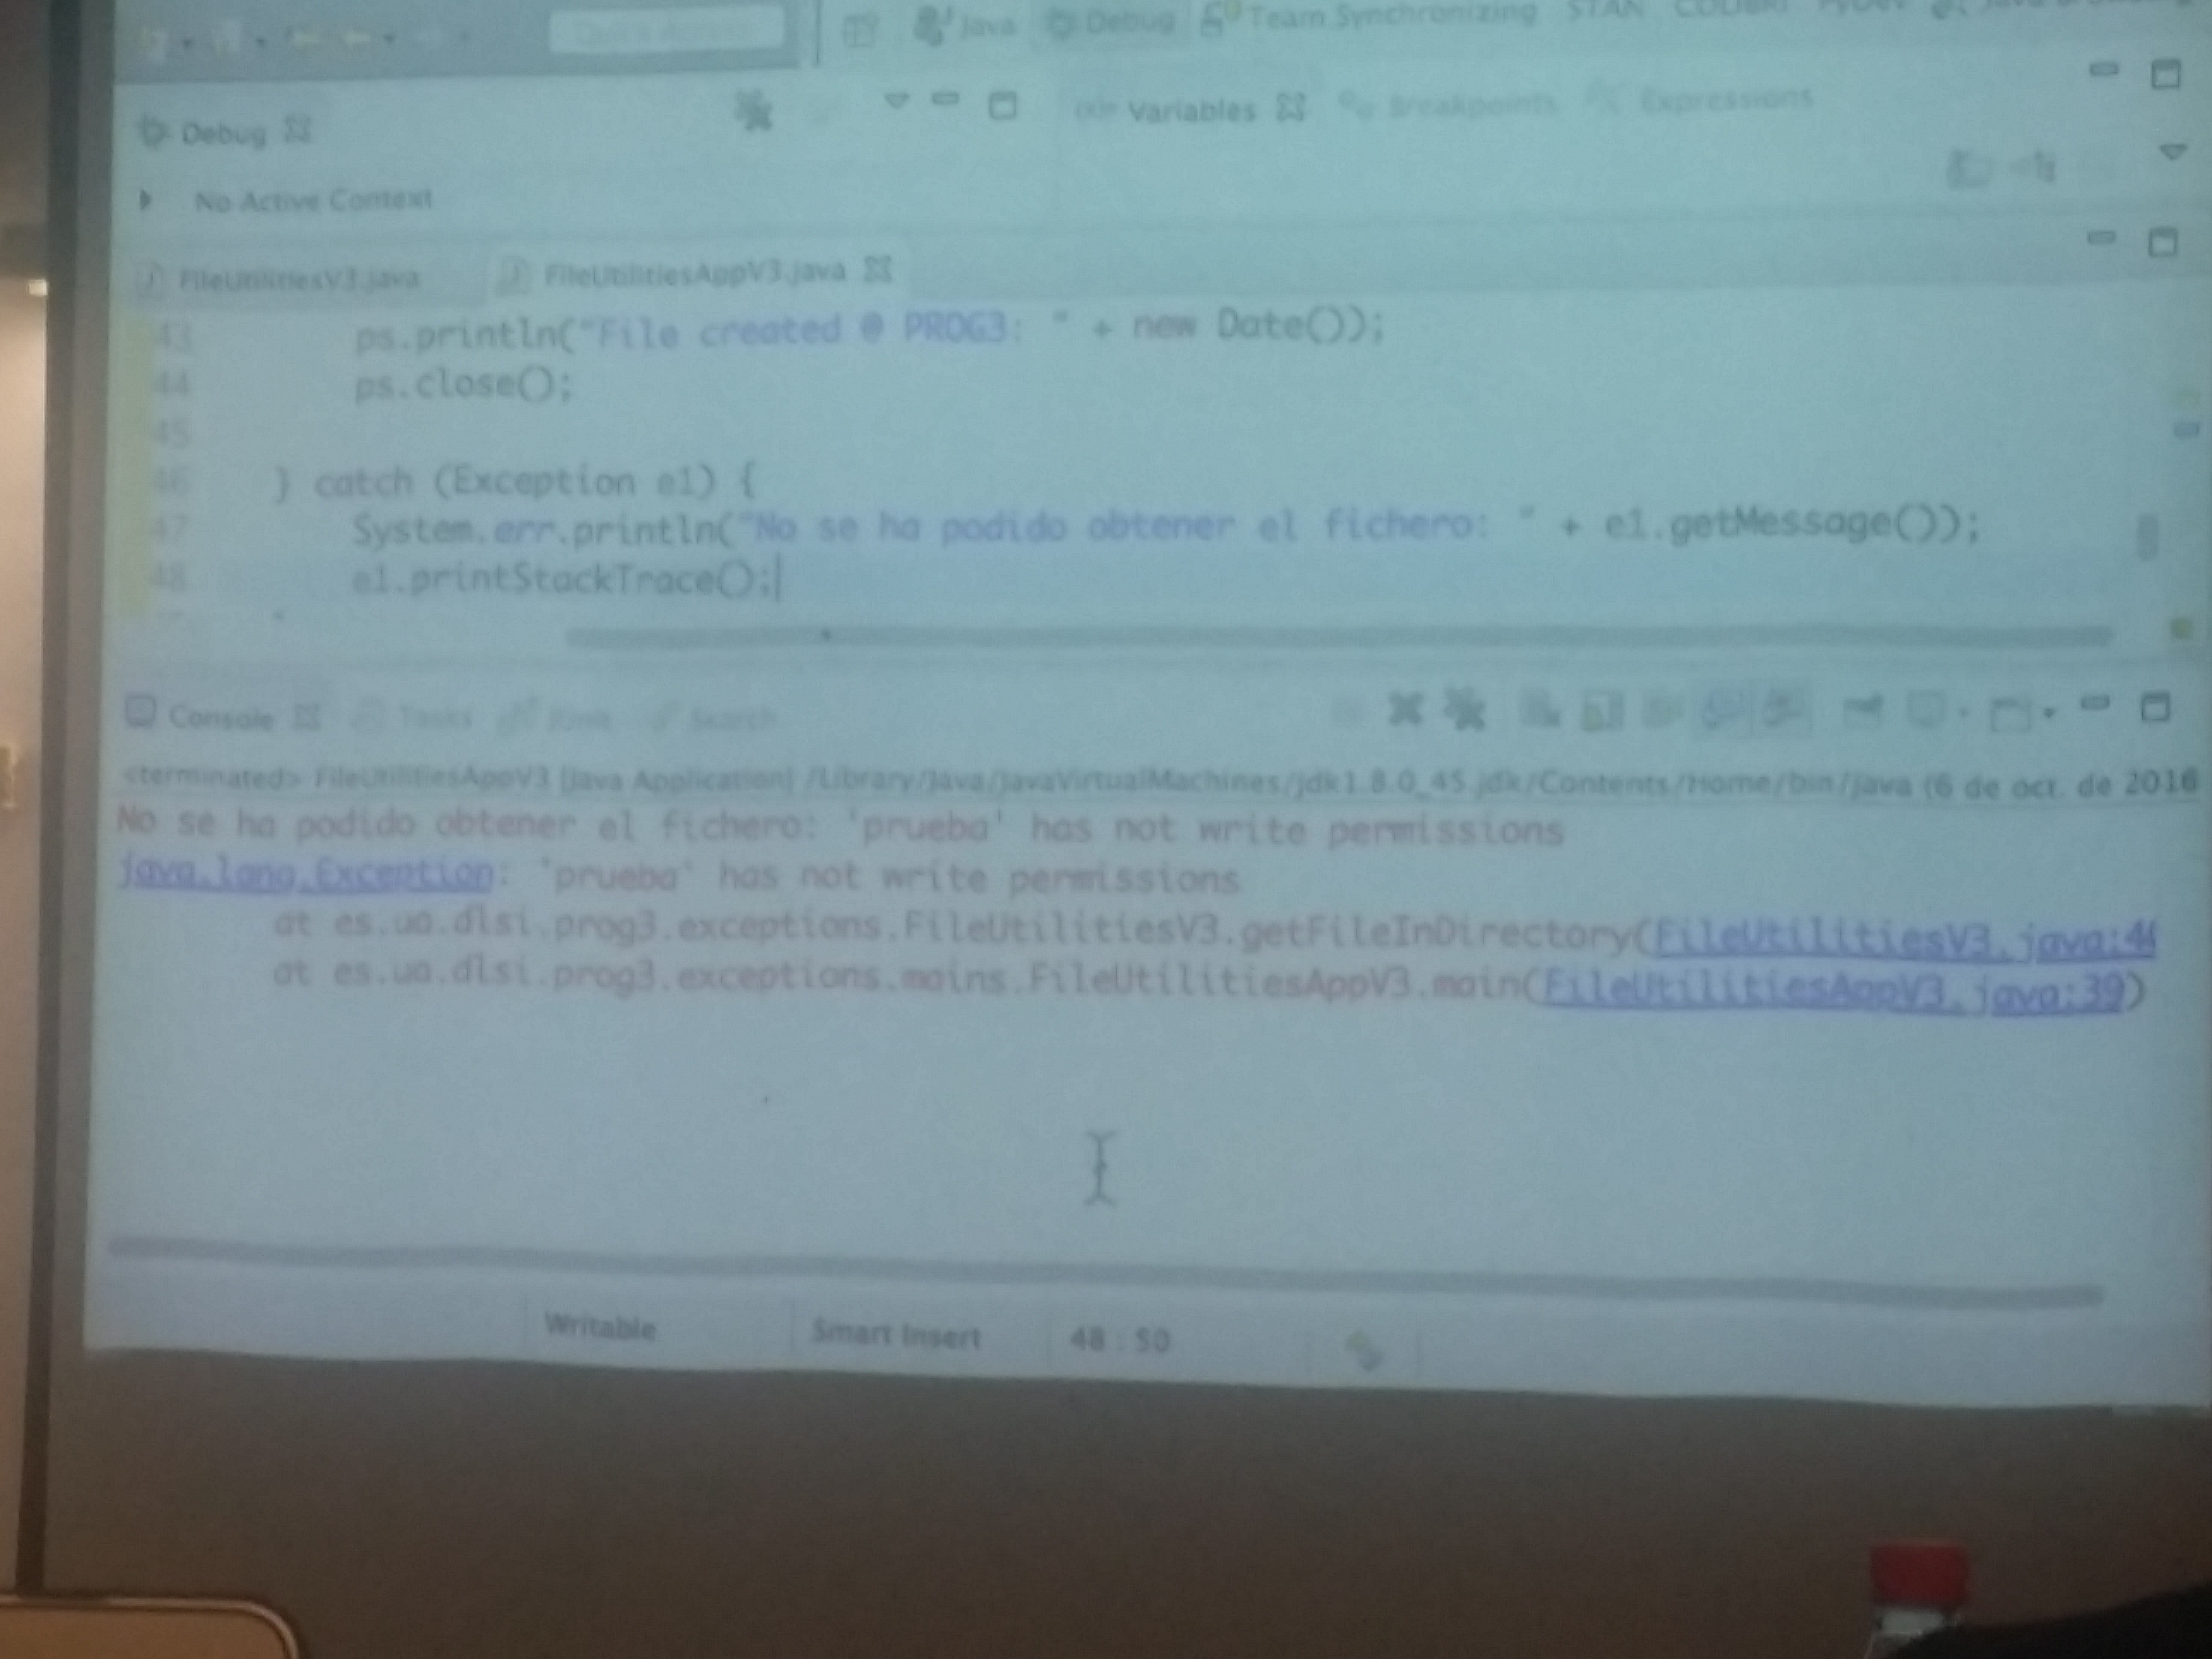 Java Debug Team Synchronizing STAN
Debug
Variables Breakpoints Expressions
No Active Context
FileUtilitiesV3.java FileUtilitiesAppV3.java
43 ps.println("File created @ PROG3: " + new Date());
44 ps.close();
45
46 } catch (Exception e1) {
47 System.err.println("No se ha podido obtener el fichero: " + e1.getMessage());
48 e1.printStackTrace();
Console Tasks Search
<terminated> FileUtilitiesAppV3 [Java Application] /Library/Java/JavaVirtualMachines/jdk1.8.0_45.jdk/Contents/Home/bin/java (6 de oct. de 2016
No se ha podido obtener el fichero: 'prueba' has not write permissions
java.lang.Exception: 'prueba' has not write permissions
at es.ua.dlsi.prog3.exceptions.FileUtilitiesV3.getFileInDirectory(FileUtilitiesV3.java:4
at es.ua.dlsi.prog3.exceptions.mains.FileUtilitiesAppV3.main(FileUtilitiesAppV3.java:39)
Writable Smart Insert 48 : 50